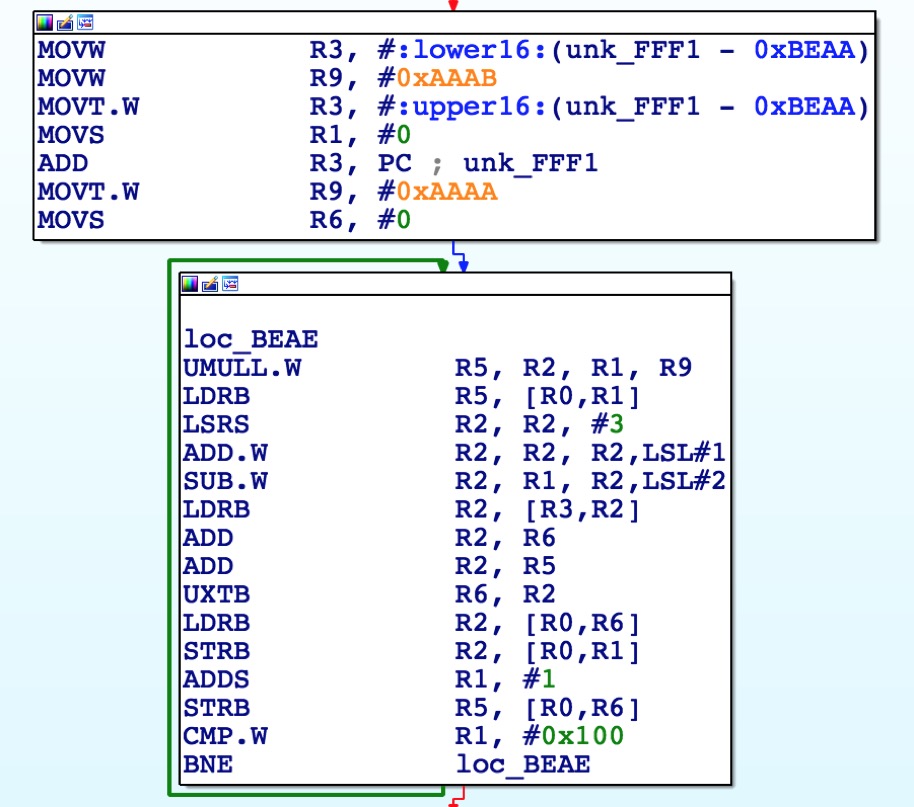 MOVW R3, #:lower16:(unk_FFF1 - 0xBEAA)
MOVW R9, #0xAAAB
MOVT.W R3, #:upper16:(unk_FFF1 - 0xBEAA)
MOVS R1, #0
ADD R3, PC ; unk_FFF1
MOVT.W R9, #0xAAAA
MOVS R6, #0
loc_BEAE
UMULL.W R5, R2, R1, R9
LDRB R5, [R0,R1]
LSRS R2, R2, #3
ADD.W R2, R2, R2,LSL#1
SUB.W R2, R1, R2,LSL#2
LDRB R2, [R3,R2]
ADD R2, R6
ADD R2, R5
UXTB R6, R2
LDRB R2, [R0,R6]
STRB R2, [R0,R1]
ADDS R1, #1
STRB R5, [R0,R6]
CMP.W R1, #0x100
BNE loc_BEAE